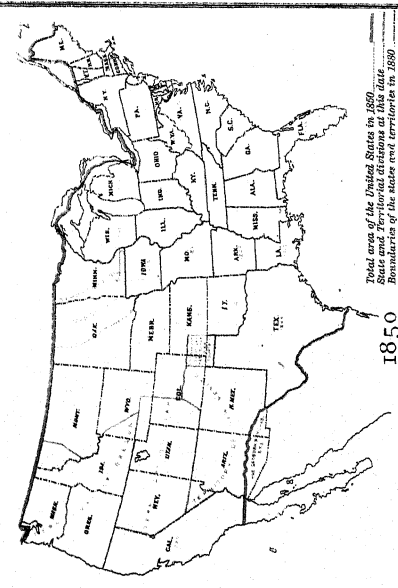 WASH.
OREG.
CAL.
NEV.
IDA.
MONT.
WYO.
UTAH.
ARIZ.
COL.
N.MEX.
DAK.
NEBR.
KANS.
I.T.
TEX.
MINN.
IOWA
MO.
ARK.
LA.
WIS.
ILL.
MICH.
IND.
OHIO
KY.
TENN.
MISS.
ALA.
GA.
FLA.
S.C.
N.C.
VA.
W.VA.
PA.
N.Y.
ME.
1850
Total area of the United States in 1850
State and Territorial divisions at this date
Boundaries of the states and territories in 1880